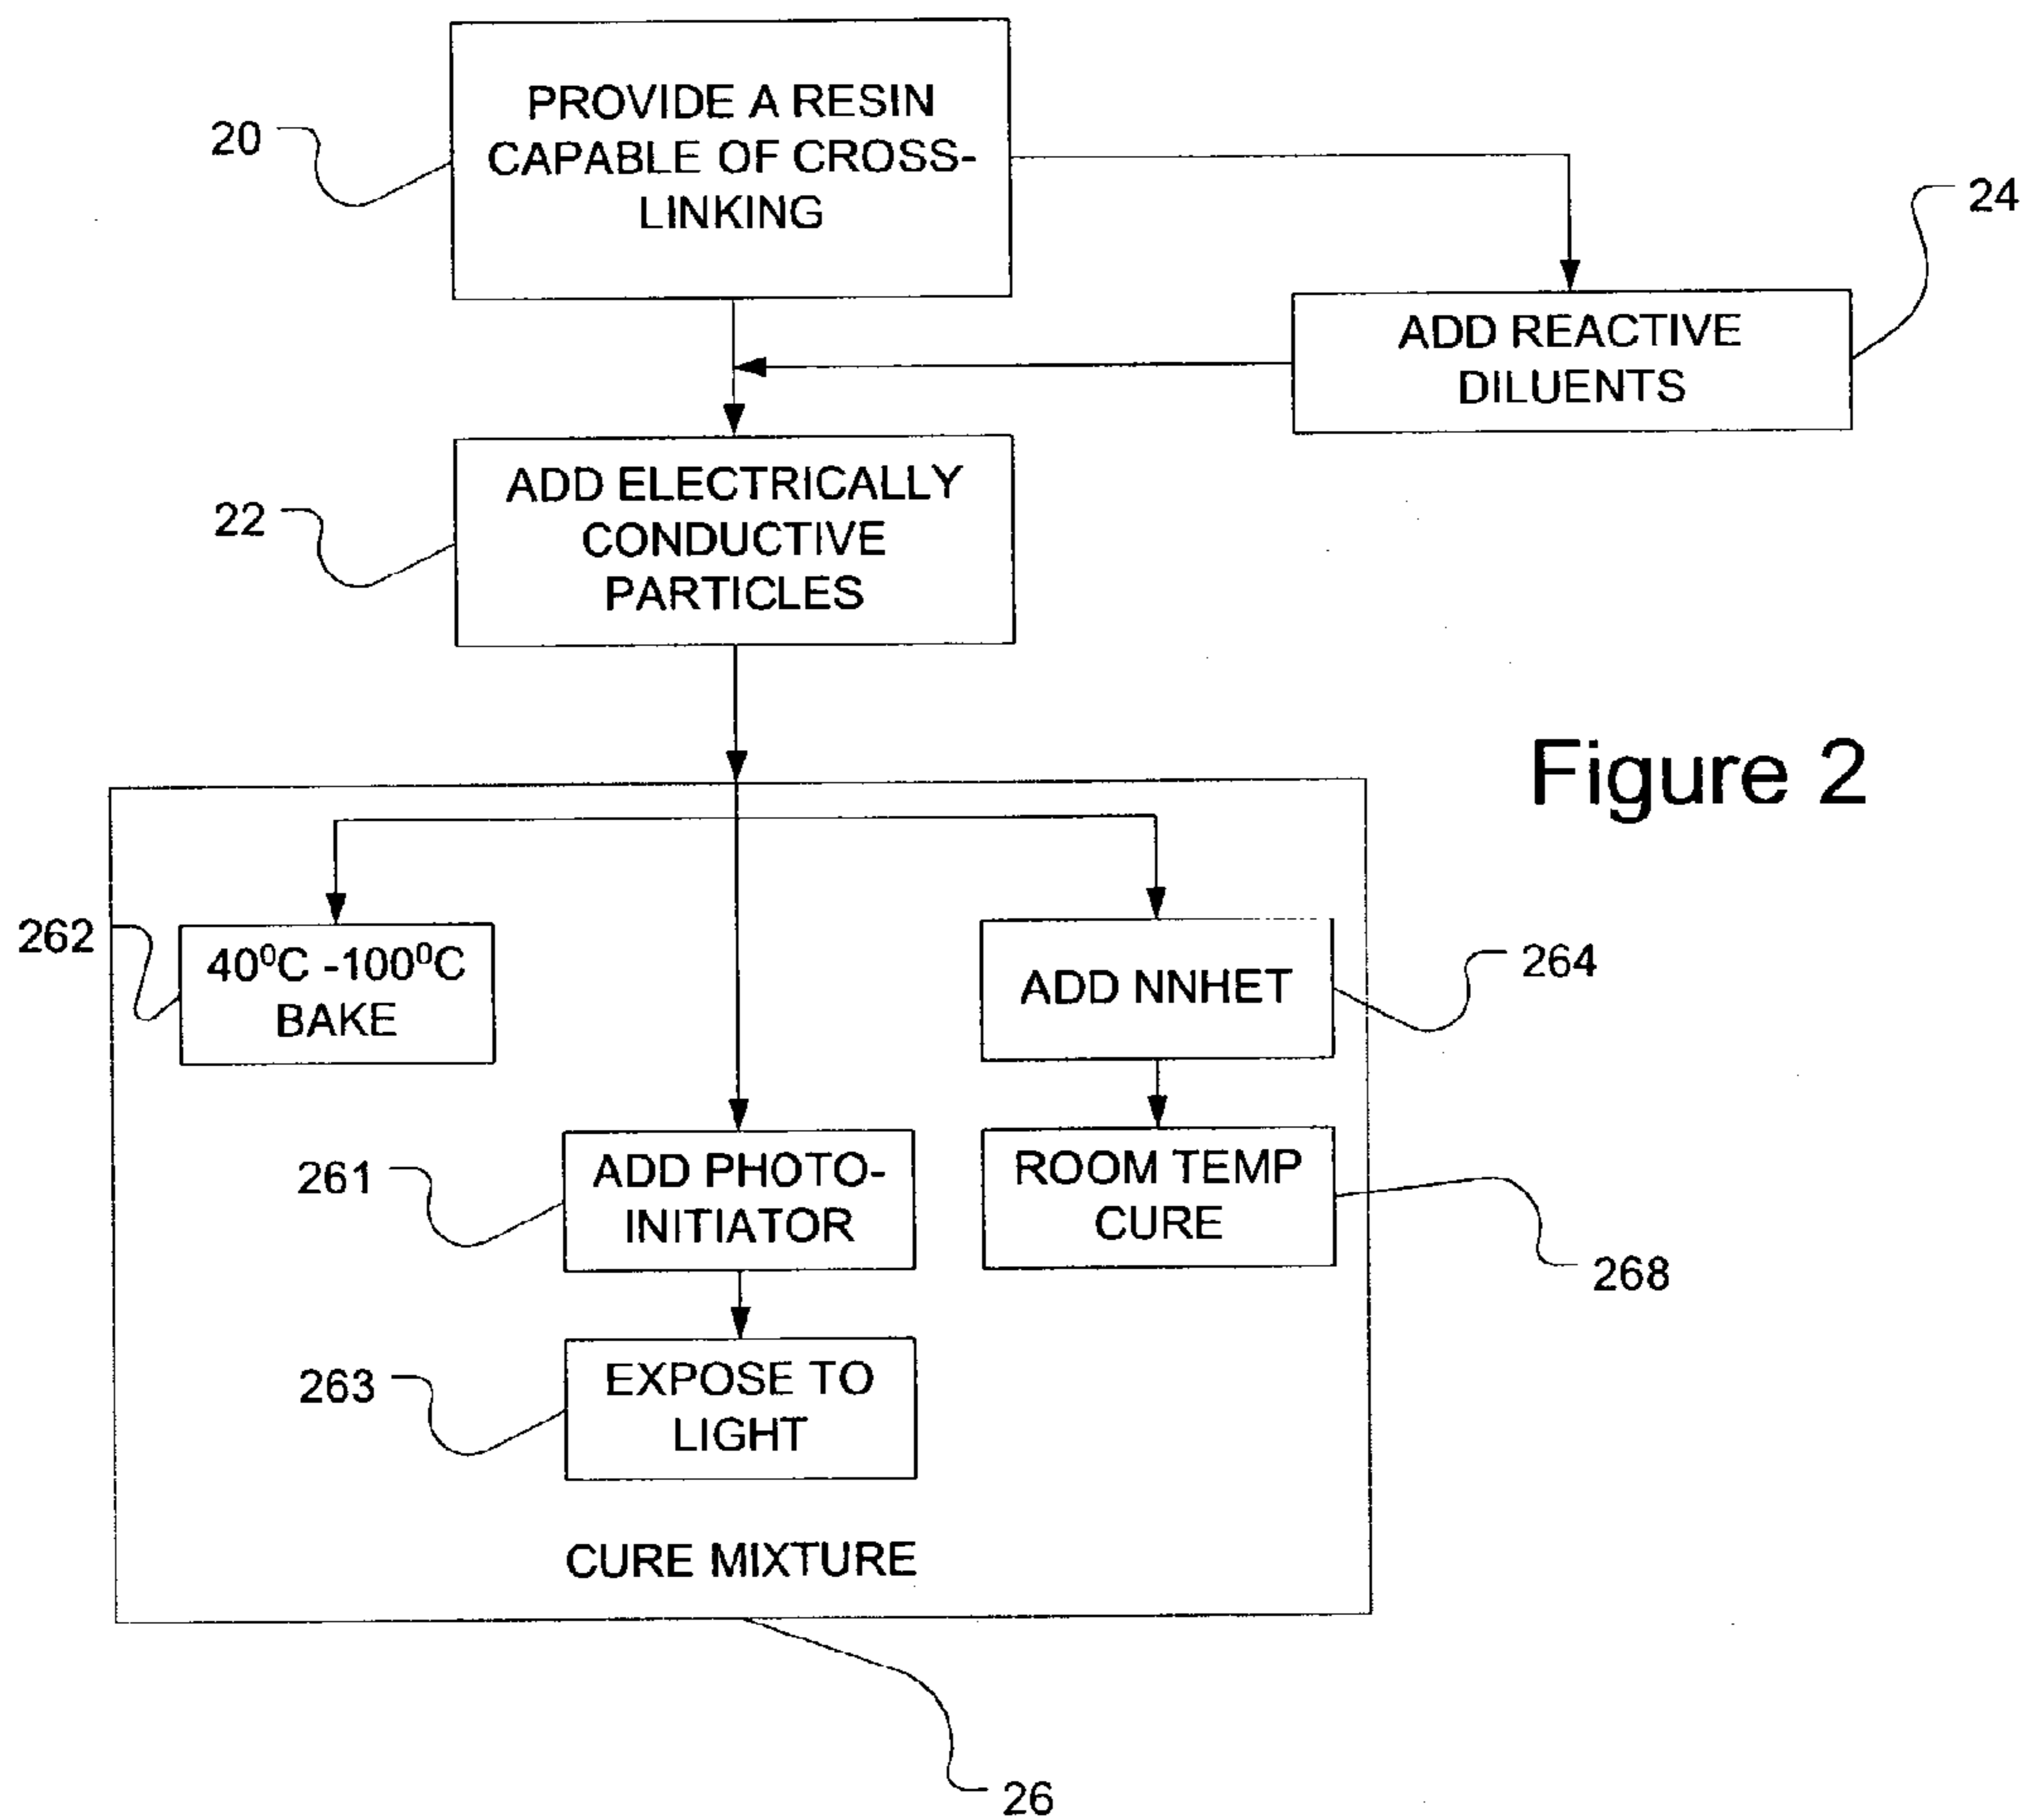 PROVIDE A RESIN
CAPABLE OF CROSS-
LINKING
20
24
ADD REACTIVE
DILUENTS
ADD ELECTRICALLY
CONDUCTIVE
PARTICLES
22
Figure 2
262
40⁰C -100⁰C
BAKE
ADD NNHET
264
261
ADD PHOTO-
INITIATOR
ROOM TEMP
CURE
268
263
EXPOSE TO
LIGHT
CURE MIXTURE
26